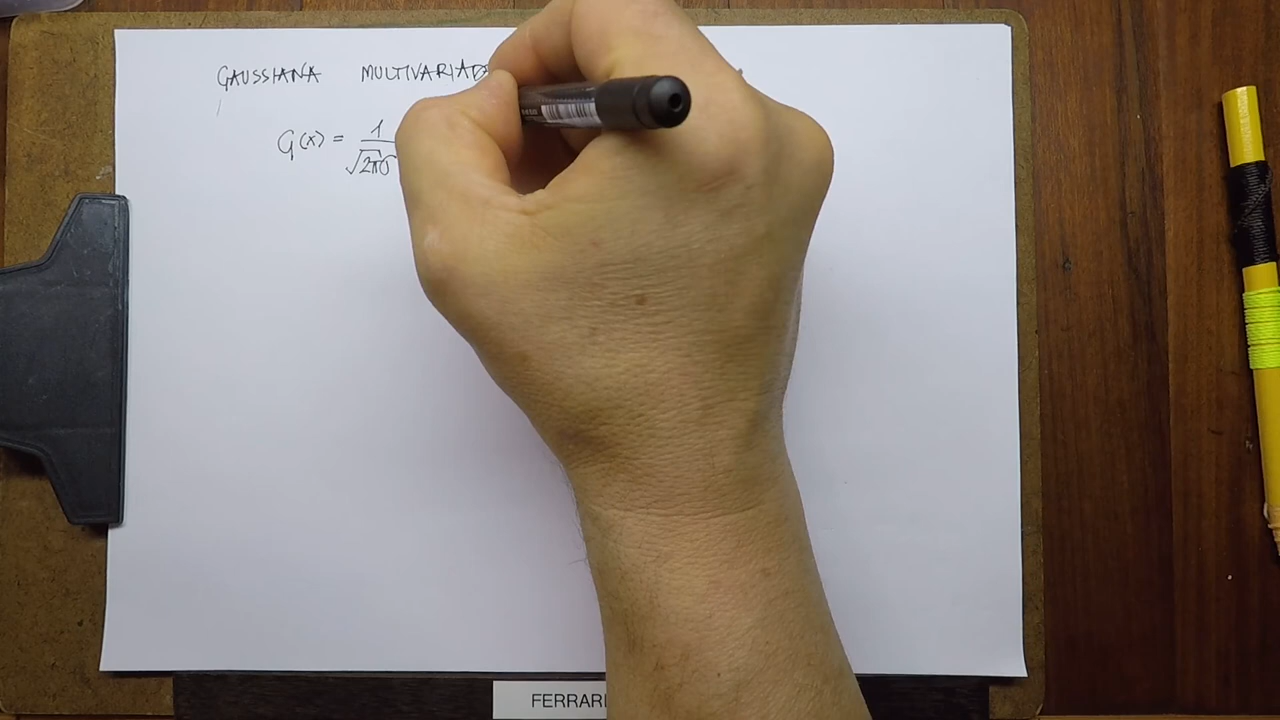 GAUSSIANA MULTIVARIAD
G(x) = 1/√2πσ
FERRARI